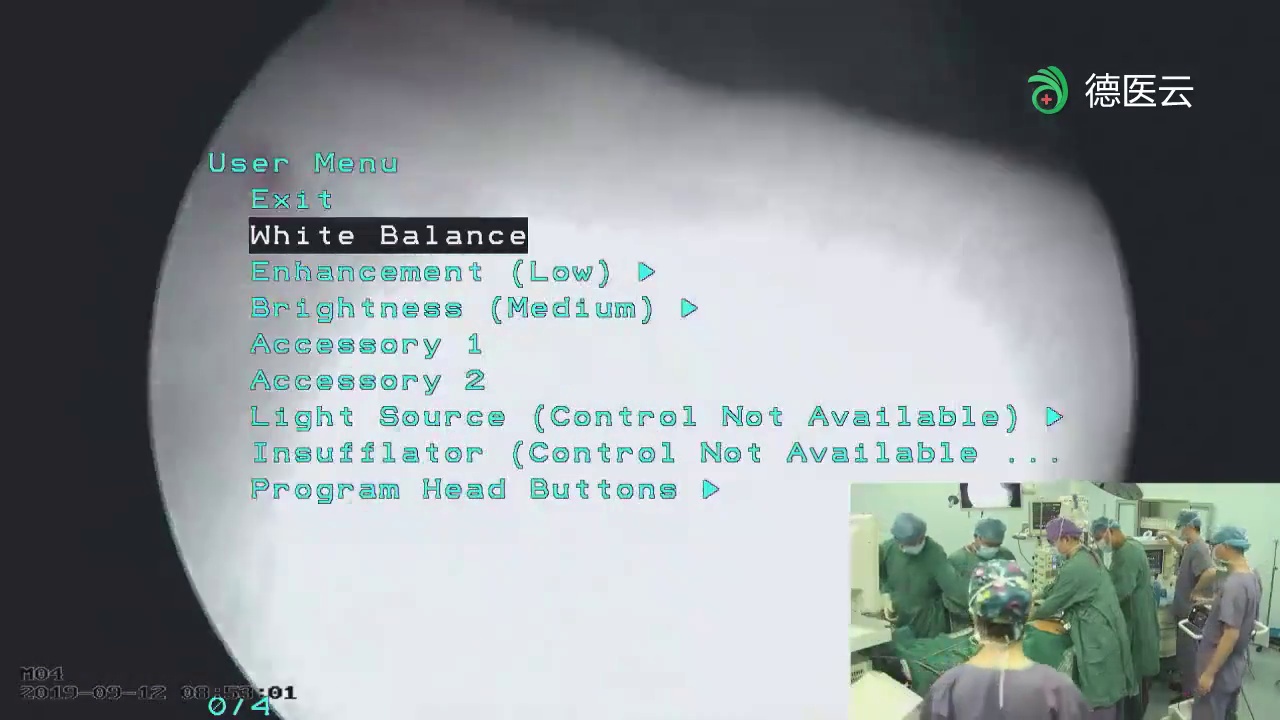 德医云
User Menu
Exit
White Balance
Enhancement (Low) ▶
Brightness (Medium) ▶
Accessory 1
Accessory 2
Light Source (Control Not Available) ▶
Insufflator (Control Not Available ...
Program Head Buttons ▶
M04
2019-09-12 08:53:01
0/4